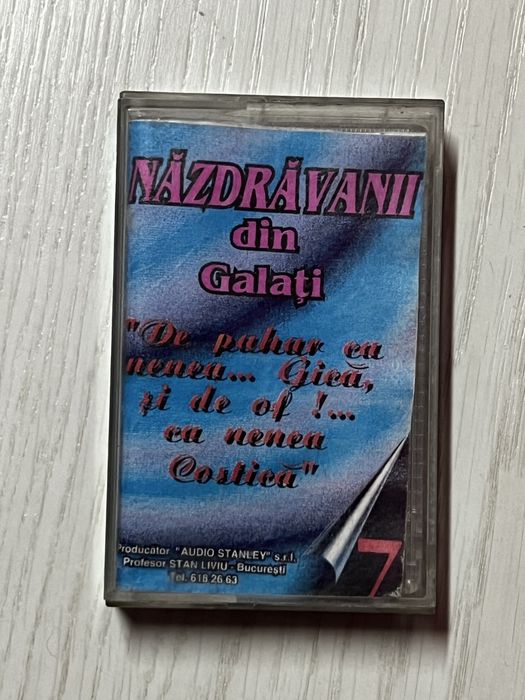 NĂZDRĂVANII
din
Galați
"De pahar ca
nenea... Gică,
și de of !...
ca nenea
Costică"
Producător "AUDIO STANLEY" s.r.l.
Profesor STAN LIVIU - București
Tel. 618 26 63
7